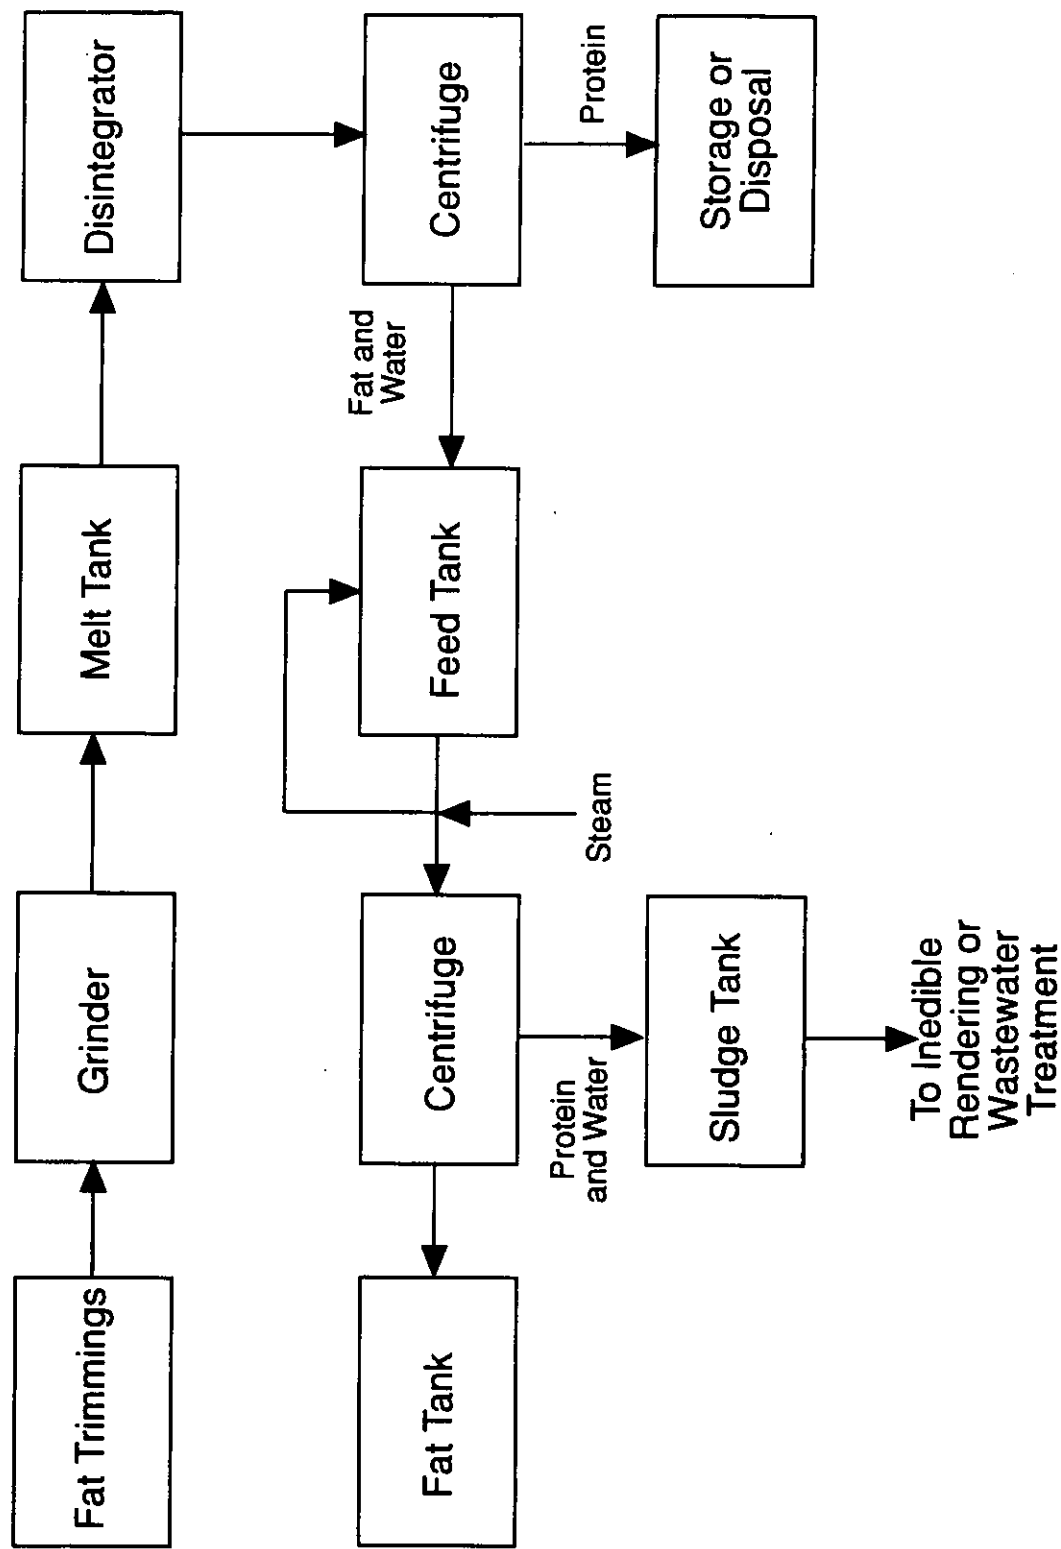 Fat Trimmings
Grinder
Melt Tank
Disintegrator
Fat Tank
Centrifuge
Feed Tank
Fat and
Water
Centrifuge
Protein
and Water
Steam
Protein
Sludge Tank
Storage or
Disposal
To Inedible
Rendering or
Wastewater
Treatment